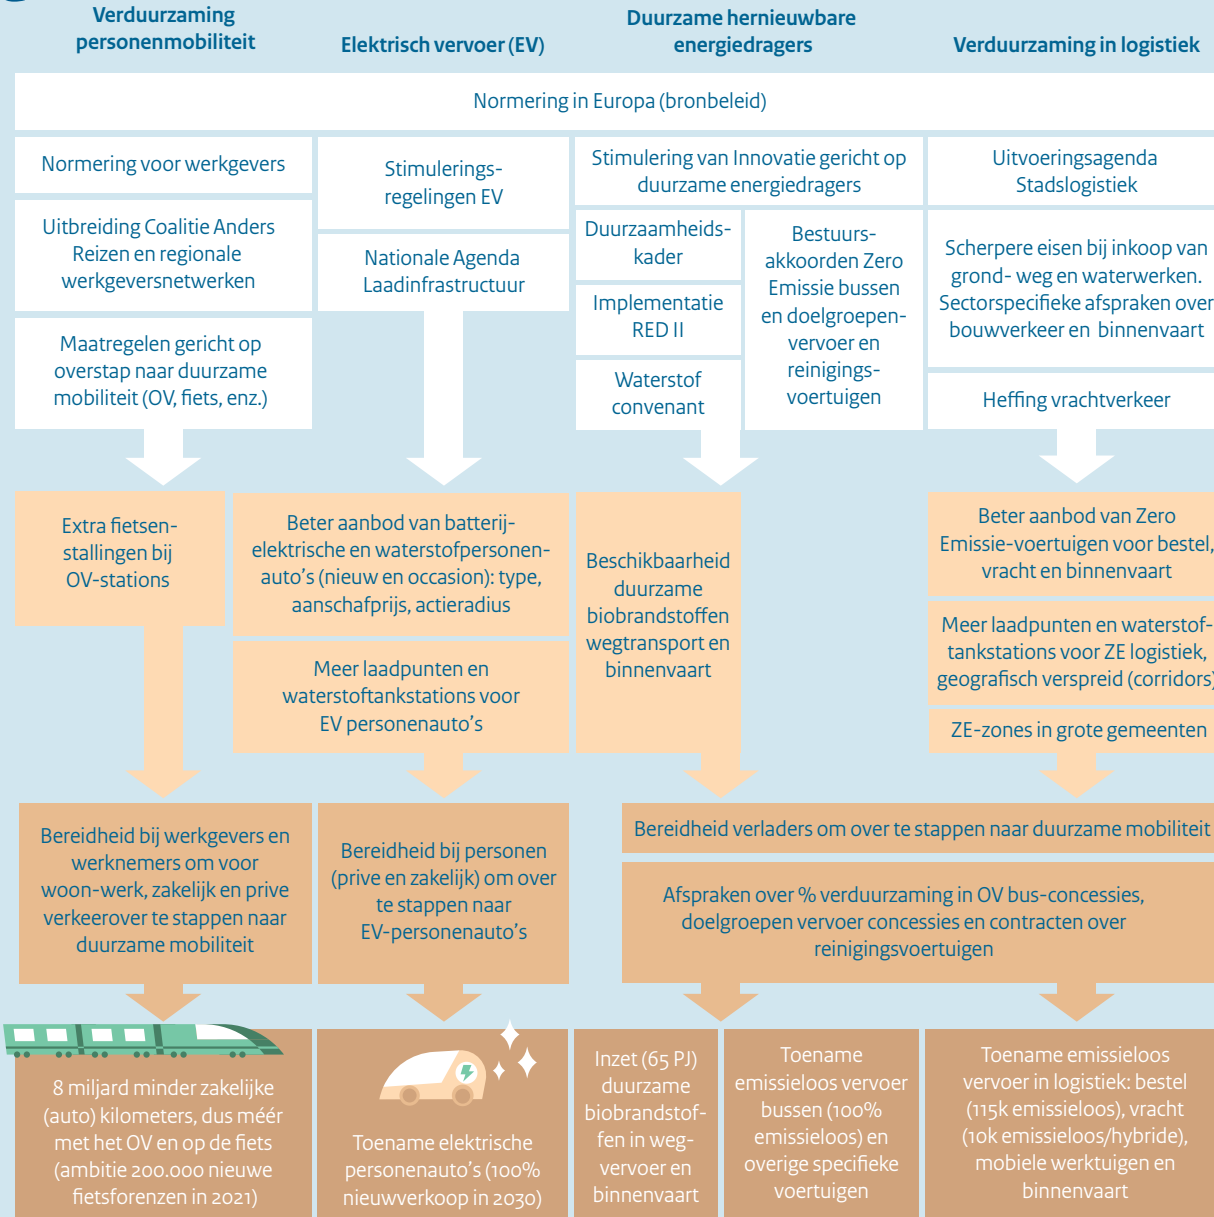 Verduurzaming
personenmobiliteit
Elektrisch vervoer (EV)
Duurzame hernieuwbare
energiedragers
Verduurzaming in logistiek
Normering in Europa (bronbeleid)
Normering voor werkgevers
Uitbreiding Coalitie Anders
Reizen en regionale
werkgeversnetwerken
Maatregelen gericht op
overstap naar duurzame
mobiliteit (OV, fiets, enz.)
Stimulerings-
regelingen EV
Nationale Agenda
Laadinfrastructuur
Stimulering van Innovatie gericht op
duurzame energiedragers
Duurzaamheids-
kader
Implementatie
RED II
Waterstof
convenant
Bestuurs-
akkoorden Zero
Emissie bussen
en doelgroepen-
vervoer en
reinigings-
voertuigen
Uitvoeringsagenda
Stadslogistiek
Scherpere eisen bij inkoop van
grond- weg en waterwerken.
Sectorspecifieke afspraken over
bouwverkeer en binnenvaart
Heffing vrachtverkeer
Extra fietsen-
stallingen bij
OV-stations
Beter aanbod van batterij-
elektrische en waterstofpersonen-
auto's (nieuw en occasion): type,
aanschafprijs, actieradius
Meer laadpunten en
waterstoftankstations voor
EV personenauto's
Beschikbaarheid
duurzame
biobrandstoffen
wegtransport en
binnenvaart
Beter aanbod van Zero
Emissie-voertuigen voor bestel,
vracht en binnenvaart
Meer laadpunten en waterstof-
tankstations voor ZE logistiek,
geografisch verspreid (corridors)
ZE-zones in grote gemeenten
Bereidheid bij werkgevers en
werknemers om voor
woon-werk, zakelijk en prive
verkeerover te stappen naar
duurzame mobiliteit
Bereidheid bij personen
(prive en zakelijk) om over
te stappen naar
EV-personenauto's
Bereidheid verladers om over te stappen naar duurzame mobiliteit
Afspraken over % verduurzaming in OV bus-concessies,
doelgroepen vervoer concessies en contracten over
reinigingsvoertuigen
8 miljard minder zakelijke
(auto) kilometers, dus méér
met het OV en op de fiets
(ambitie 200.000 nieuwe
fietsforenzen in 2021)
Toename elektrische
personenauto's (100%
nieuwverkoop in 2030)
Inzet (65 PJ)
duurzame
biobrandstof-
fen in weg-
vervoer en
binnenvaart
Toename
emissieloos vervoer
bussen (100%
emissieloos) en
overige specifieke
voertuigen
Toename emissieloos
vervoer in logistiek: bestel
(115k emissieloos), vracht
(10k emissieloos/hybride),
mobiele werktuigen en
binnenvaart